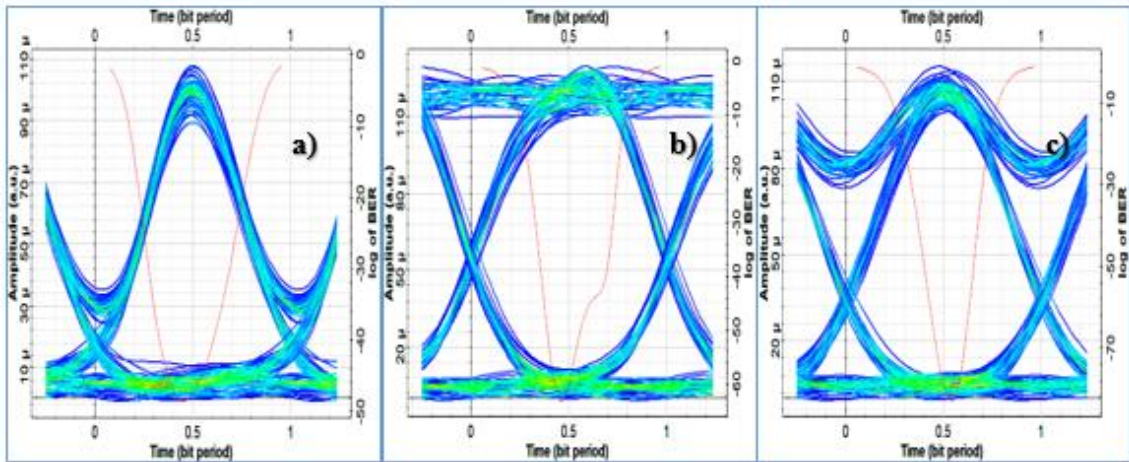 Time (bit period)
0 0.5 1
Amplitude (a.u.)
110 µ
90 µ
70 µ
50 µ
30 µ
10 µ
a)
0
-10
-20
-30
-40
-50
log of BER
0 0.5 1
Time (bit period)
Time (bit period)
0 0.5 1
Amplitude (a.u.)
110 µ
80 µ
50 µ
20 µ
b)
0
-10
-20
-30
-40
-50
-60
log of BER
0 0.5 1
Time (bit period)
Time (bit period)
0 0.5 1
Amplitude (a.u.)
110 µ
80 µ
50 µ
20 µ
c)
-10
-30
-50
-70
log of BER
0 0.5 1
Time (bit period)